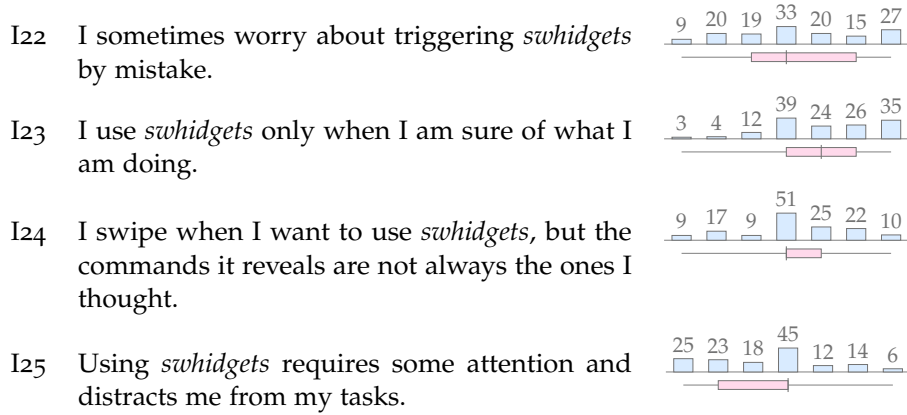 I22 I sometimes worry about triggering swhidgets
by mistake.
9 20 19 33 20 15 27
I23 I use swhidgets only when I am sure of what I
am doing.
3 4 12 39 24 26 35
I24 I swipe when I want to use swhidgets, but the
commands it reveals are not always the ones I
thought.
9 17 9 51 25 22 10
I25 Using swhidgets requires some attention and
distracts me from my tasks.
25 23 18 45 12 14 6